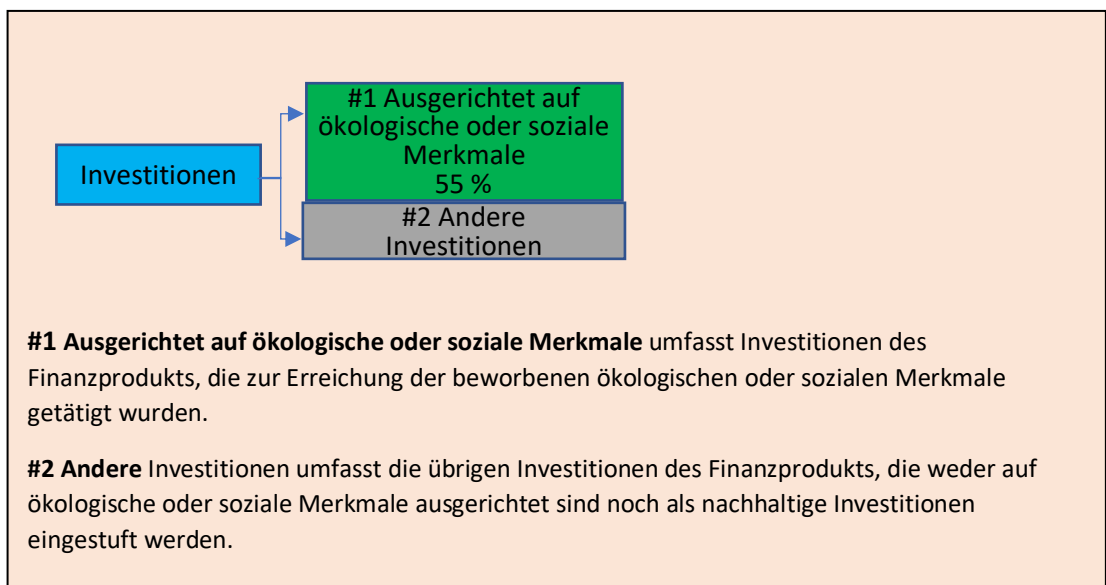 #1 Ausgerichtet auf
ökologische oder soziale
Merkmale
55 %
Investitionen
#2 Andere
Investitionen
#1 Ausgerichtet auf ökologische oder soziale Merkmale umfasst Investitionen des
Finanzprodukts, die zur Erreichung der beworbenen ökologischen oder sozialen Merkmale
getätigt wurden.
#2 Andere Investitionen umfasst die übrigen Investitionen des Finanzprodukts, die weder auf
ökologische oder soziale Merkmale ausgerichtet sind noch als nachhaltige Investitionen
eingestuft werden.